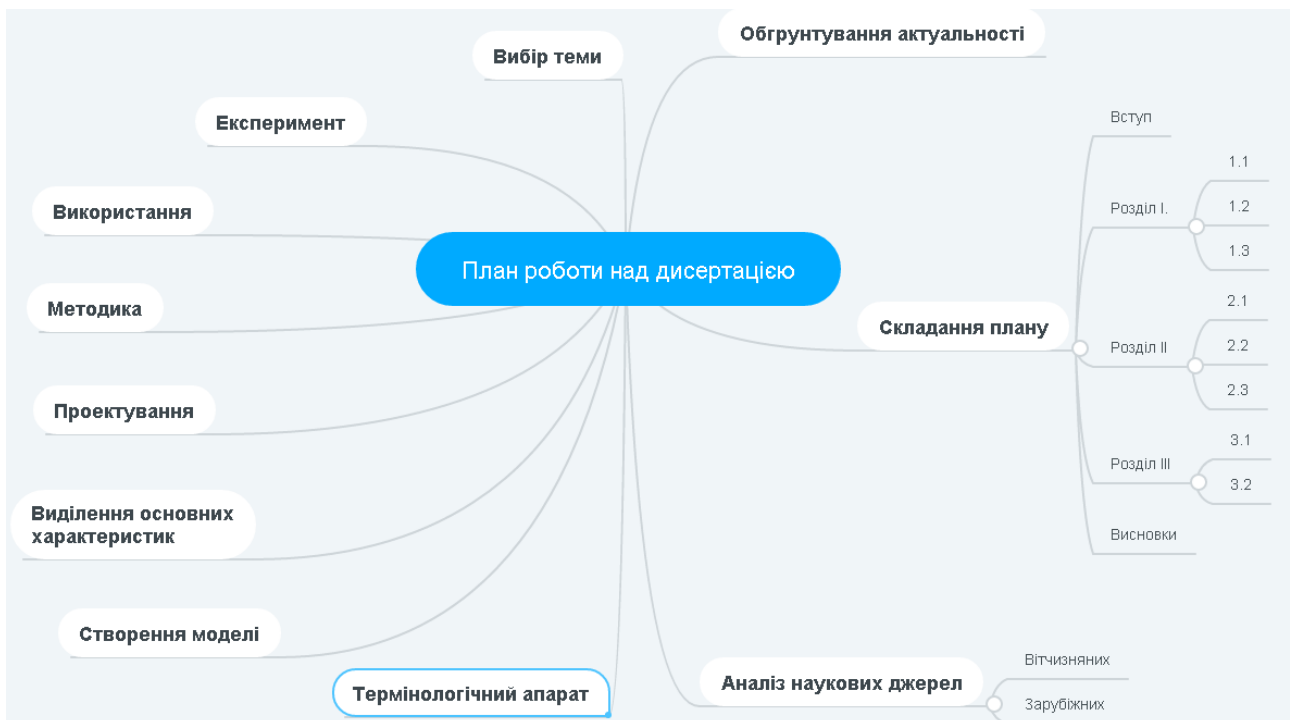 План роботи над дисертацією
Вибір теми
Обгрунтування актуальності
Складання плану
Вступ
Розділ I.
1.1
1.2
1.3
Розділ II
2.1
2.2
2.3
Розділ III
3.1
3.2
Висновки
Аналіз наукових джерел
Вітчизняних
Зарубіжних
Термінологічний апарат
Створення моделі
Виділення основних
характеристик
Проектування
Методика
Використання
Експеримент